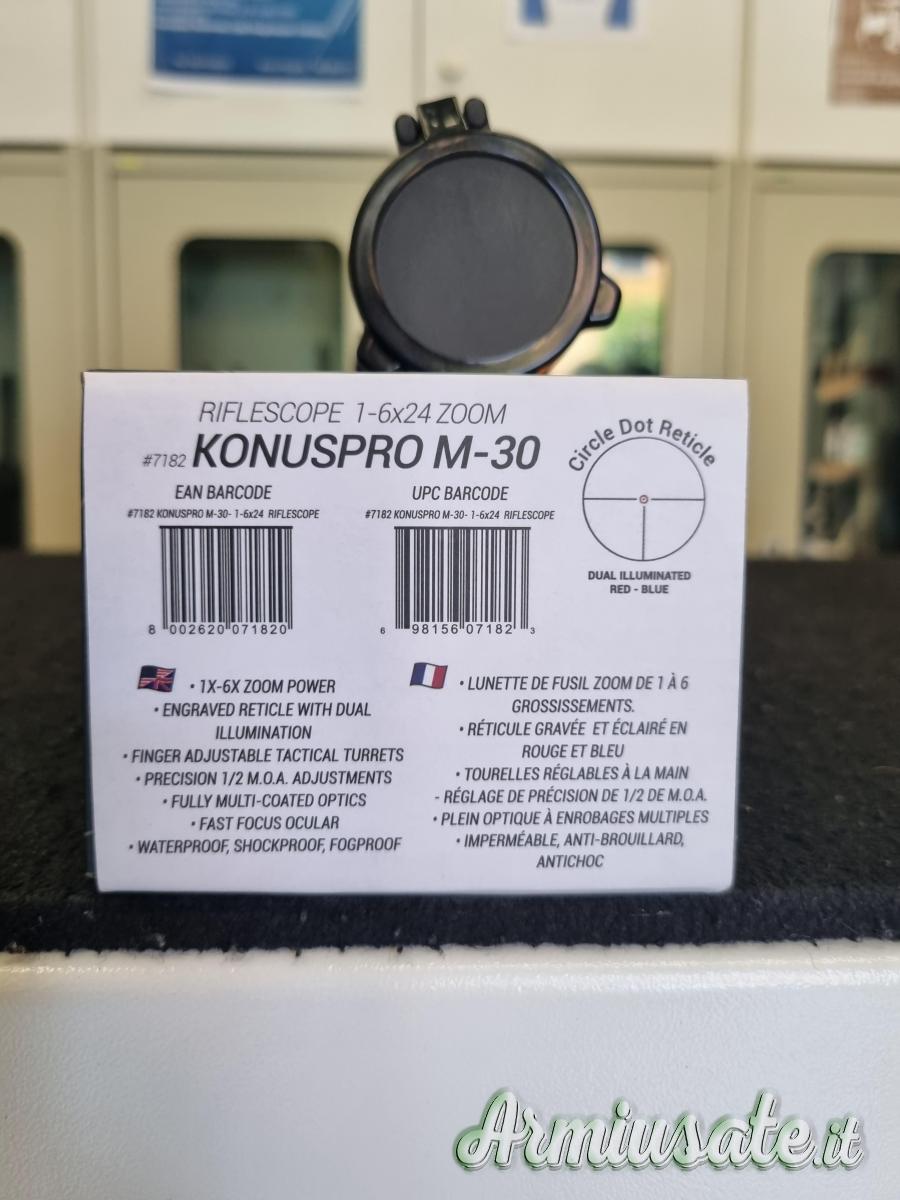 RIFLESCOPE 1-6x24 ZOOM
#7182 KONUSPRO M-30
Circle Dot Reticle
EAN BARCODE
UPC BARCODE
#7182 KONUSPRO M-30- 1-6x24 RIFLESCOPE
#7182 KONUSPRO M-30- 1-6x24 RIFLESCOPE
8 002620 071820
6 98156 07182 3
DUAL ILLUMINATED
RED - BLUE
• 1X-6X ZOOM POWER
• ENGRAVED RETICLE WITH DUAL
ILLUMINATION
• FINGER ADJUSTABLE TACTICAL TURRETS
• PRECISION 1/2 M.O.A. ADJUSTMENTS
• FULLY MULTI-COATED OPTICS
• FAST FOCUS OCULAR
• WATERPROOF, SHOCKPROOF, FOGPROOF
• LUNETTE DE FUSIL ZOOM DE 1 À 6
GROSSISSEMENTS.
• RÉTICULE GRAVÉE ET ÉCLAIRÉ EN
ROUGE ET BLEU
• TOURELLES RÉGLABLES À LA MAIN
- RÉGLAGE DE PRÉCISION DE 1/2 DE M.O.A.
• PLEIN OPTIQUE À ENROBAGES MULTIPLES
• IMPERMÉABLE, ANTI-BROUILLARD,
ANTICHOC
Armiusate.it